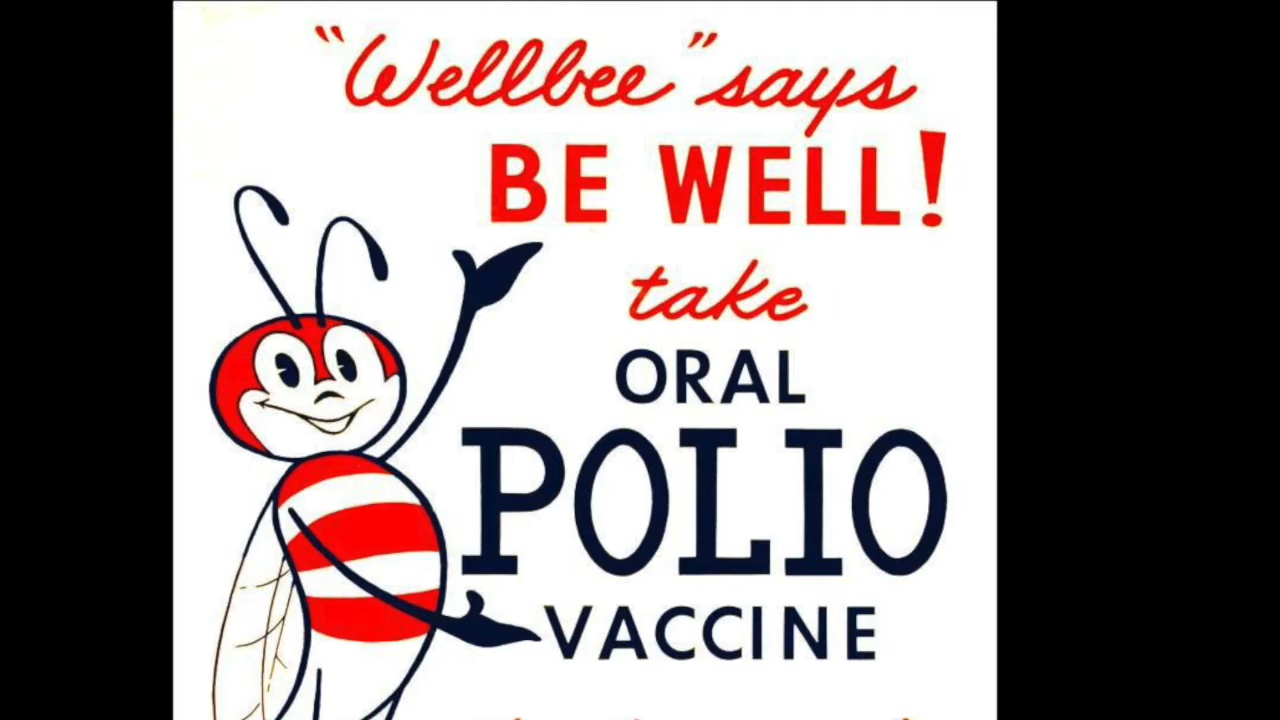 "Wellbee" says
BE WELL!
take
ORAL
POLIO
VACCINE